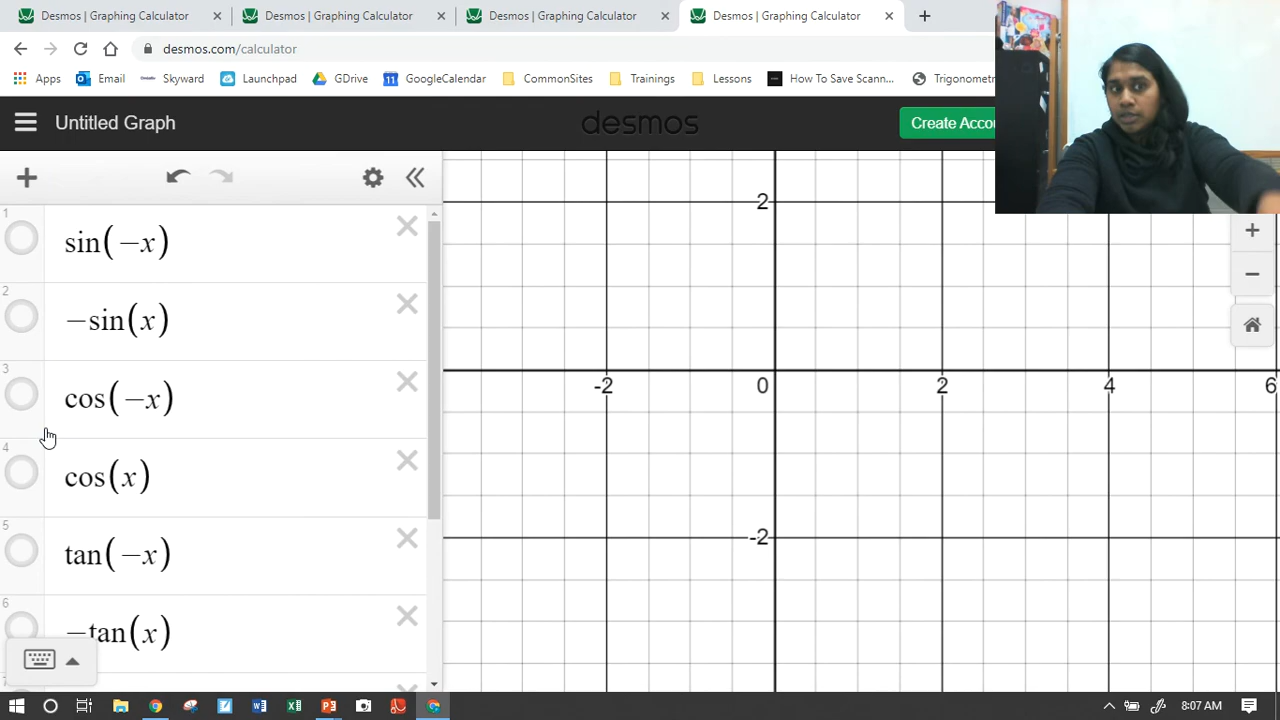 Desmos | Graphing Calculator
Desmos | Graphing Calculator
Desmos | Graphing Calculator
Desmos | Graphing Calculator
desmos.com/calculator
Apps Email Skyward Launchpad GDrive 11 GoogleCalendar CommonSites Trainings Lessons How To Save Scann... Trigonomet
Untitled Graph desmos Create Acco
1 sin(−x)
2 −sin(x)
3 cos(−x)
4 cos(x)
5 tan(−x)
6 −tan(x)
2
-2 0 2 4 6
-2
8:07 AM